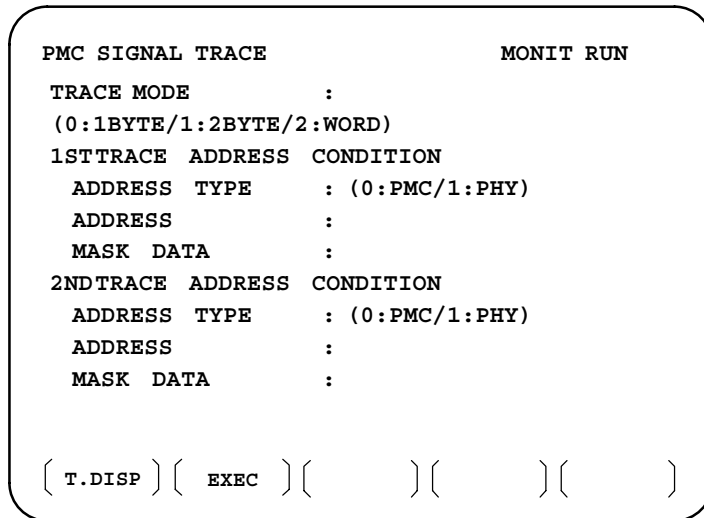 PMC SIGNAL TRACE MONIT RUN
TRACE MODE :
(0:1BYTE/1:2BYTE/2:WORD)
1STTRACE ADDRESS CONDITION
ADDRESS TYPE : (0:PMC/1:PHY)
ADDRESS :
MASK DATA :
2NDTRACE ADDRESS CONDITION
ADDRESS TYPE : (0:PMC/1:PHY)
ADDRESS :
MASK DATA :
T.DISP EXEC